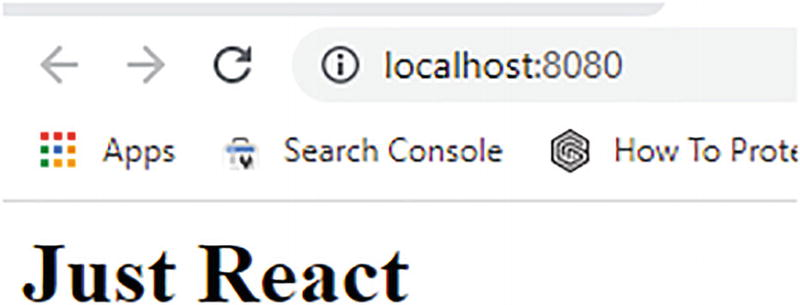 localhost:8080
Apps Search Console How To Prote
Just React